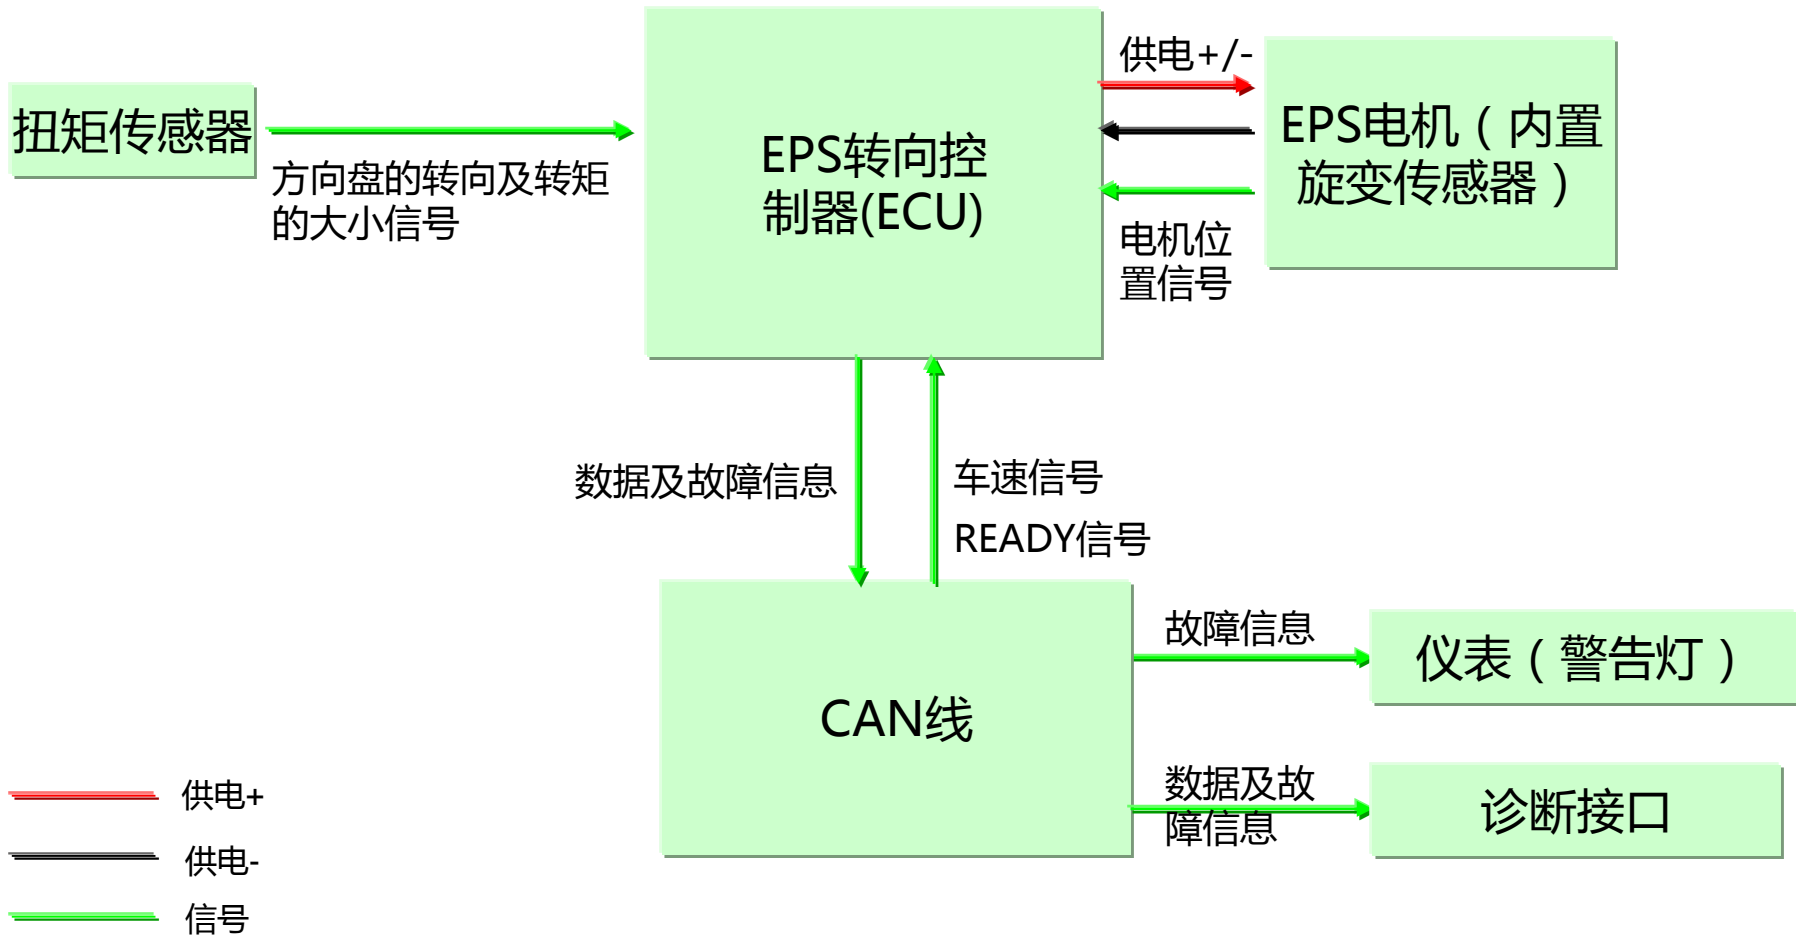 扭矩传感器
方向盘的转向及转矩
的大小信号
EPS转向控
制器(ECU)
供电+/-
EPS电机（内置
旋变传感器）
电机位
置信号
数据及故障信息
车速信号
READY信号
CAN线
故障信息
仪表（警告灯）
数据及故
障信息
诊断接口
供电+
供电-
信号